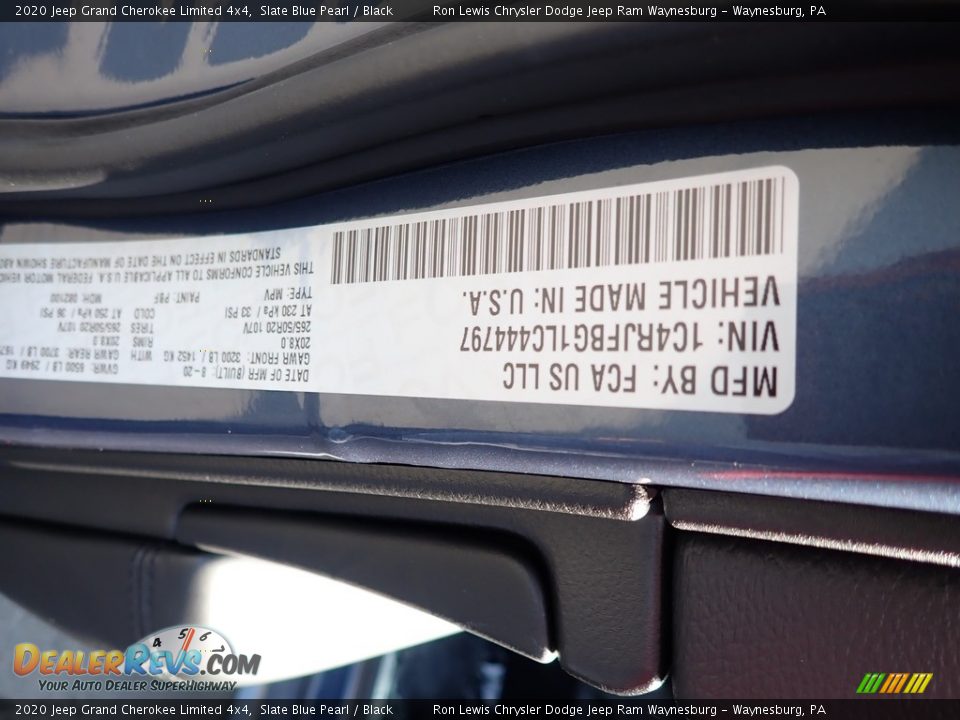 2020 Jeep Grand Cherokee Limited 4x4, Slate Blue Pearl / Black Ron Lewis Chrysler Dodge Jeep Ram Waynesburg - Waynesburg, PA
MFD BY: FCA US LLC
VIN: 1C4RJFBG1LC444797
VEHICLE MADE IN: U.S.A.
DATE OF MFR (BUILT): 8-20 GVWR: 6500 LB / 2949 KG
GAWR FRONT: 3200 LB / 1452 KG WITH GAWR REAR: 3700 LB /
20X8.0 RIMS 20X8.0
265/50R20 107V TIRES 265/50R20 107V
AT 230 kPa / 33 PSI COLD AT 250 kPa / 36 PSI
TYPE: MPV PAINT: PBF MDH: 082100
THIS VEHICLE CONFORMS TO ALL APPLICABLE U.S.A. FEDERAL MOTOR
STANDARDS IN EFFECT ON THE DATE OF MANUFACTURE SHOWN
4 5 6
DealerRevs.com
Your Auto Dealer SuperHighway
2020 Jeep Grand Cherokee Limited 4x4, Slate Blue Pearl / Black Ron Lewis Chrysler Dodge Jeep Ram Waynesburg - Waynesburg, PA